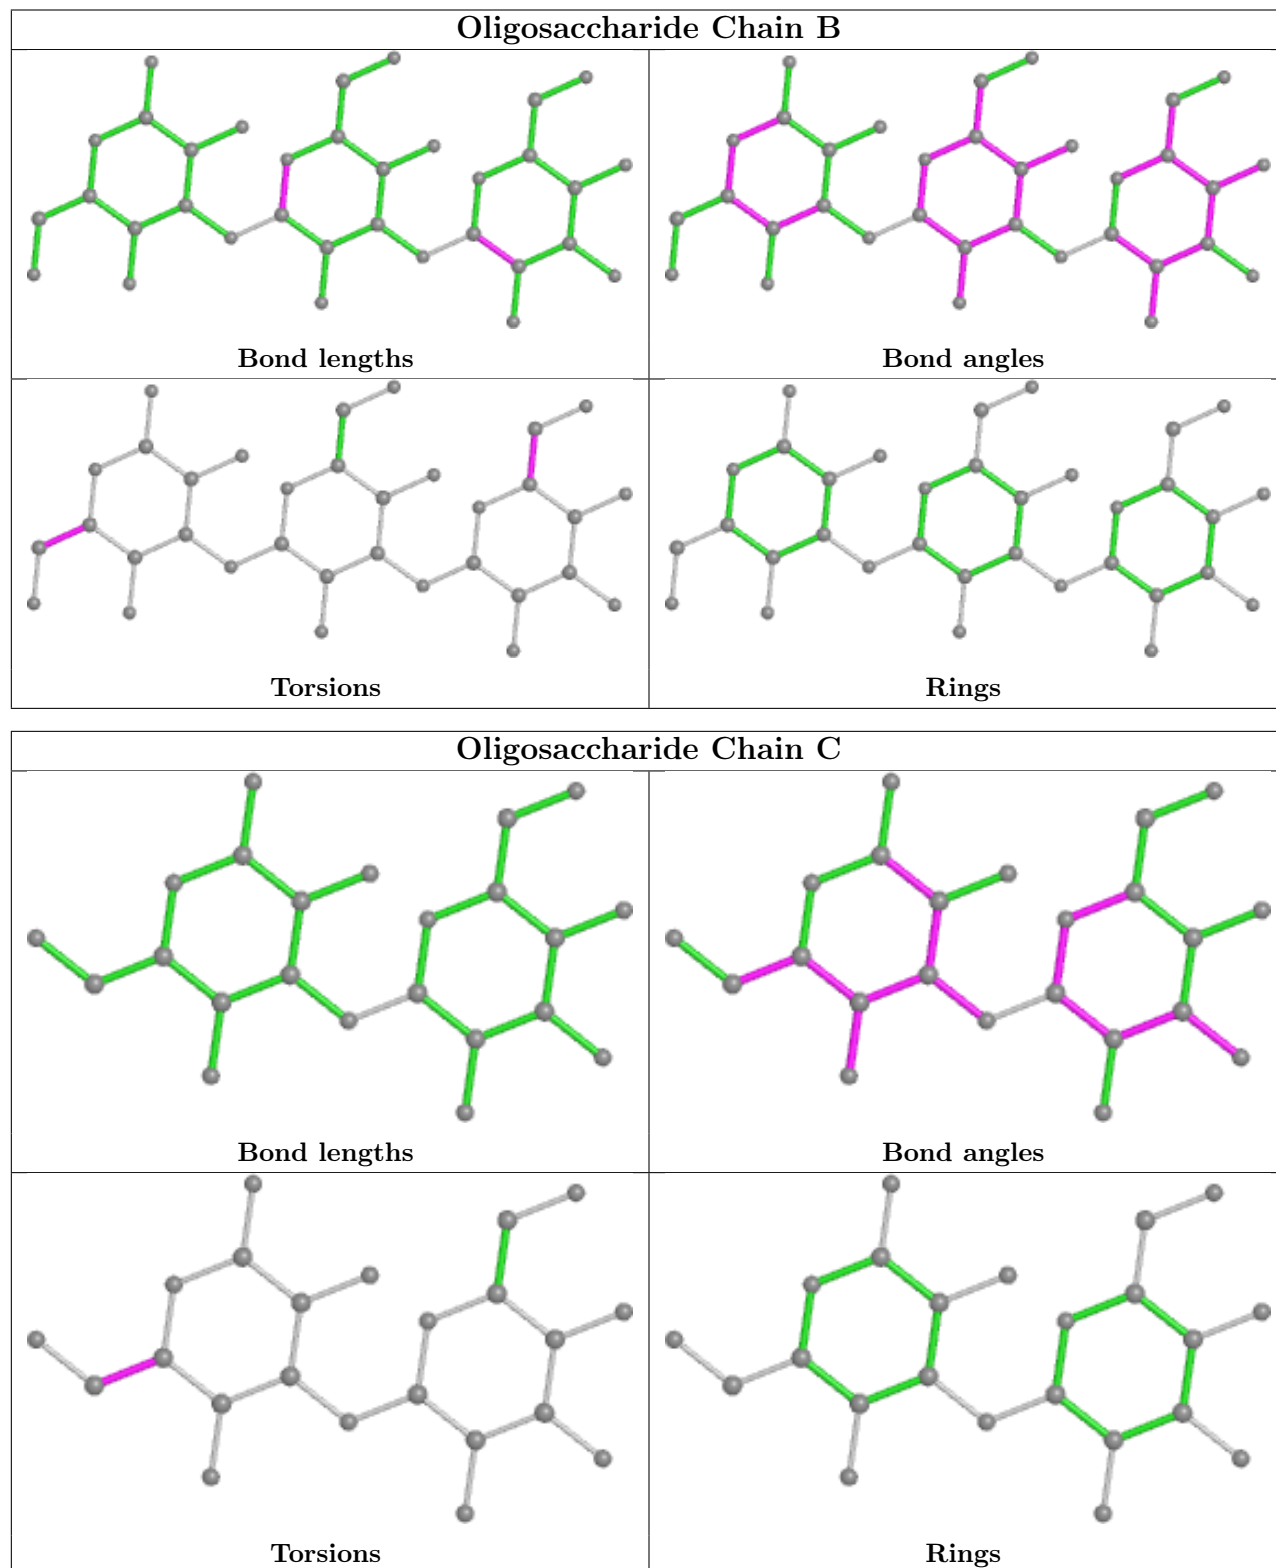 Oligosaccharide Chain B
Bond lengths
Bond angles
Torsions
Rings
Oligosaccharide Chain C
Bond lengths
Bond angles
Torsions
Rings